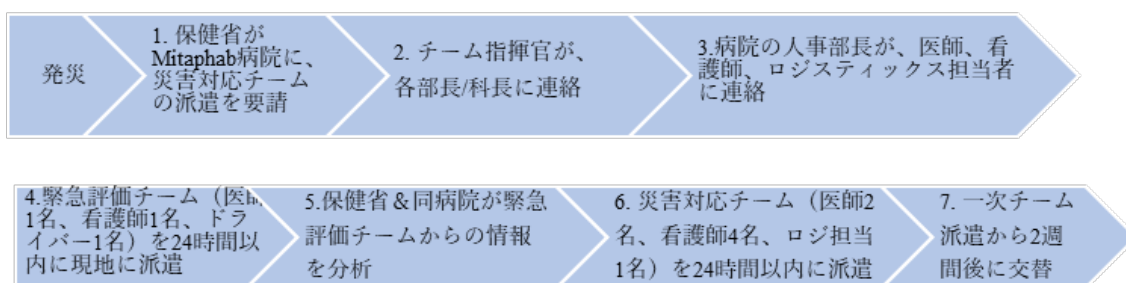 発災
1. 保健省が
Mitaphab病院に、
災害対応チーム
の派遣を要請
2. チーム指揮官が、
各部長/科長に連絡
3.病院の人事部長が、医師、看
護師、ロジスティックス担当者
に連絡
4.緊急評価チーム（医師
1名、看護師1名、ドラ
イバー1名）を24時間以
内に現地に派遣
5.保健省＆同病院が緊急
評価チームからの情報
を分析
6. 災害対応チーム（医師2
名、看護師4名、ロジ担当
1名）を24時間以内に派遣
7. 一次チーム
派遣から2週
間後に交替